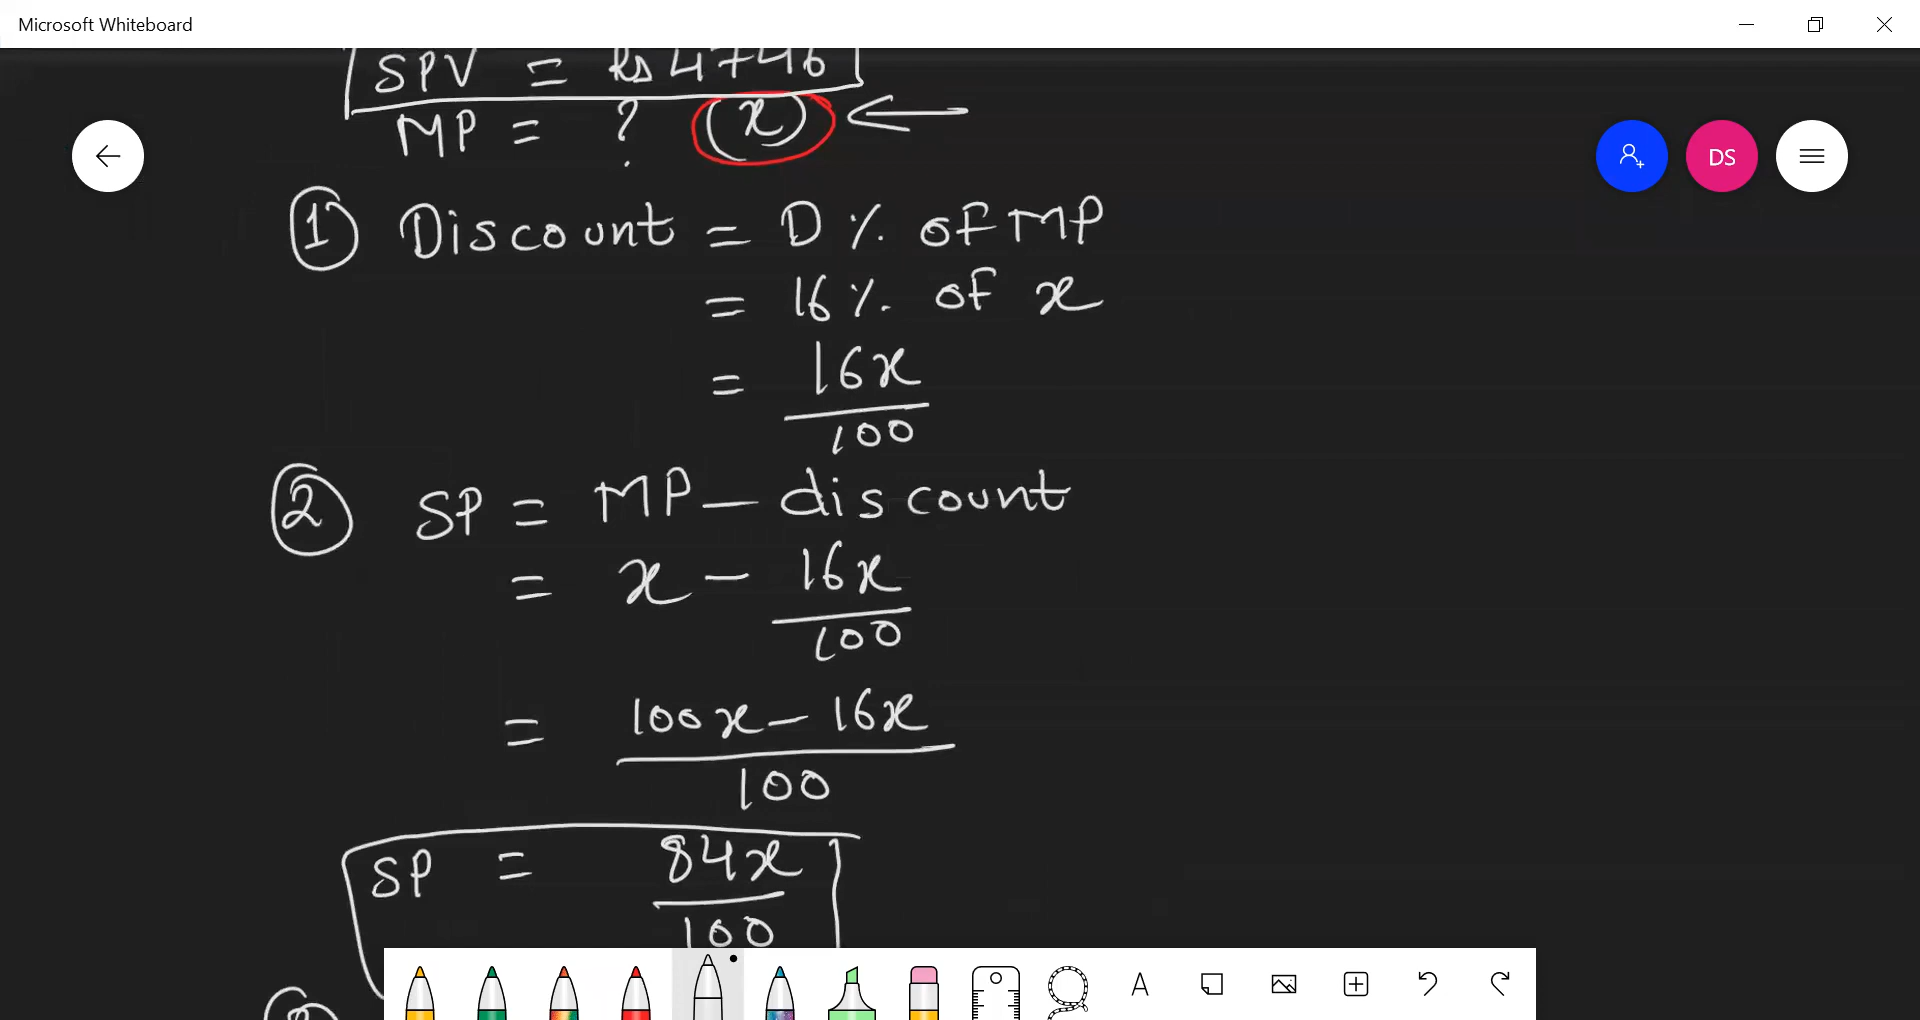 Microsoft Whiteboard
SPV = Rs 4746
MP = ? (x)
DS
① Discount = D % of MP
= 16 % of x
= 16x
100
② SP = MP - discount
= x - 16x
100
= 100x - 16x
100
SP = 84x
100
A